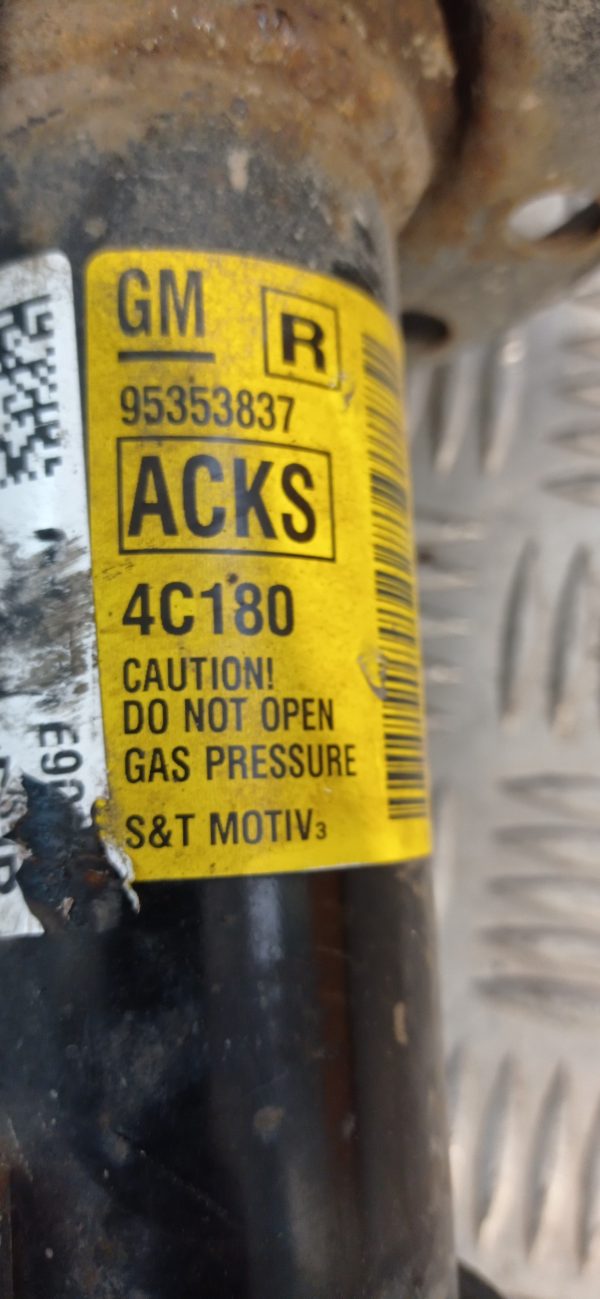 GM
R
95353837
ACKS
4C180
CAUTION!
DO NOT OPEN
GAS PRESSURE
S&T MOTIV3